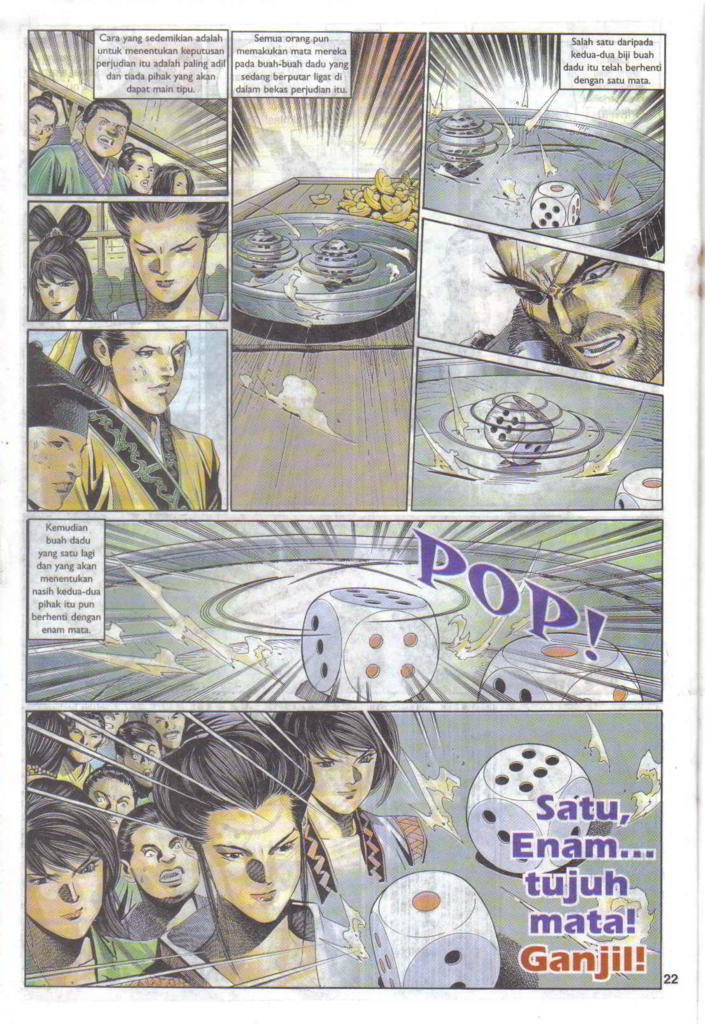 Cara yang sedemikian adalah
untuk menentukan keputusan
perjudian itu adalah paling adil
dan tiada pihak yang akan
dapat main tipu.
Semua orang pun
memakukan mata mereka
pada buah-buah dadu yang
sedang berputar ligat di
dalam bekas perjudian itu.
Salah satu daripada
kedua-dua biji buah
dadu itu telah berhenti
dengan satu mata.
Kemudian
buah dadu
yang satu lagi
dan yang akan
menentukan
nasih kedua-dua
pihak itu pun
berhenti dengan
enam mata.
POP!
Satu,
Enam...
tujuh
mata!
Ganjil!
22